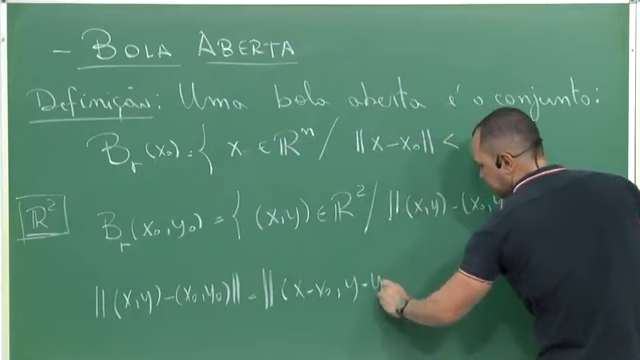 - BOLA ABERTA
Definição: Uma bola aberta é o conjunto:
Bᵣ(x₀) = { x ∈ ℝⁿ / ||x-x₀|| <
ℝ² Bᵣ(x₀,y₀) = { (x,y) ∈ ℝ² / ||(x,y) - (x₀,y
||(x,y)-(x₀,y₀)|| = ||(x-x₀, y-y